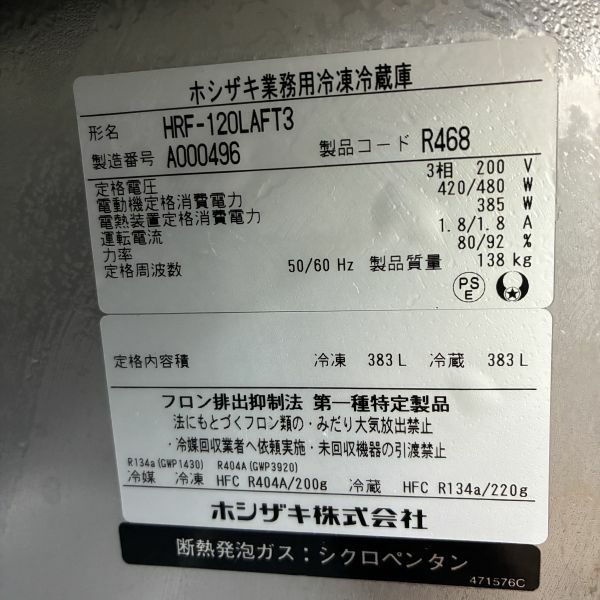 ホシザキ業務用冷凍冷蔵庫
形名 HRF-120LAFT3
製造番号 A000496 製品コード R468
定格電圧 3相 200 V
電動機定格消費電力 420/480 W
電熱装置定格消費電力 385 W
運転電流 1.8/1.8 A
力率 80/92 %
定格周波数 50/60 Hz 製品質量 138 kg
PS
E
定格内容積 冷凍 383 L 冷蔵 383 L
フロン排出抑制法 第一種特定製品
法にもとづくフロン類の・みだり大気放出禁止
・冷媒回収業者へ依頼実施・未回収機器の引渡禁止
R134a(GWP1430) R404A(GWP3920)
冷媒 冷凍 HFC R404A/200g 冷蔵 HFC R134a/220g
ホシザキ株式会社
断熱発泡ガス：シクロペンタン
471576C